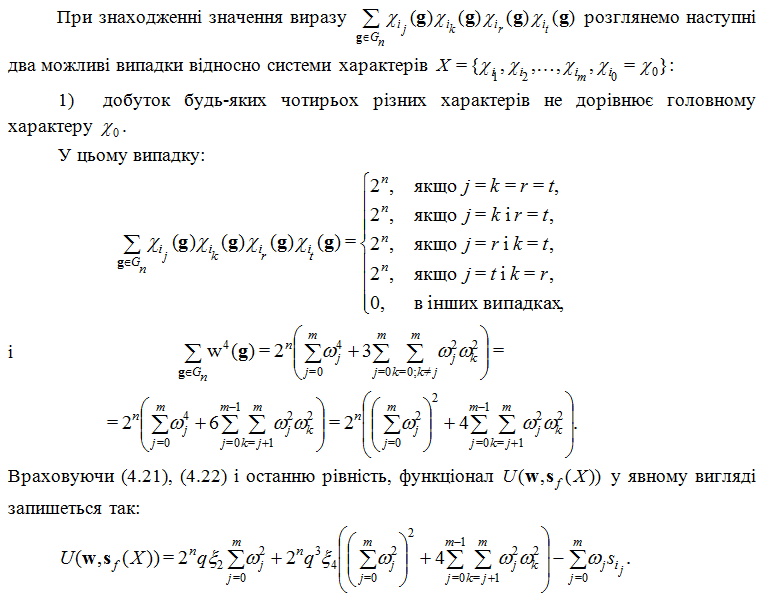 При знаходженні значення виразу $\sum_{\mathbf{g}\in G_n} \chi_{i_j}(\mathbf{g})\chi_{i_k}(\mathbf{g})\chi_{i_r}(\mathbf{g})\chi_{i_t}(\mathbf{g})$ розглянемо наступні
два можливі випадки відносно системи характерів $X = \{\chi_{i_1}, \chi_{i_2}, \ldots, \chi_{i_m}, \chi_{i_0} = \chi_0\}$:
1) добуток будь-яких чотирьох різних характерів не дорівнює головному
характеру $\chi_0$.
У цьому випадку:
$\sum_{\mathbf{g}\in G_n} \chi_{i_j}(\mathbf{g})\chi_{i_k}(\mathbf{g})\chi_{i_r}(\mathbf{g})\chi_{i_t}(\mathbf{g}) = \begin{cases} 2^n, & \text{якщо } j = k = r = t, \\ 2^n, & \text{якщо } j = k \text{ і } r = t, \\ 2^n, & \text{якщо } j = r \text{ і } k = t, \\ 2^n, & \text{якщо } j = t \text{ і } k = r, \\ 0, & \text{в інших випадках,} \end{cases}$
і $\sum_{\mathbf{g}\in G_n} \mathrm{w}^4(\mathbf{g}) = 2^n \left( \sum_{j=0}^{m} \omega_j^4 + 3 \sum_{j=0}^{m} \sum_{k=0; k\neq j}^{m} \omega_j^2 \omega_k^2 \right) =$
$= 2^n \left( \sum_{j=0}^{m} \omega_j^4 + 6 \sum_{j=0}^{m-1} \sum_{k=j+1}^{m} \omega_j^2 \omega_k^2 \right) = 2^n \left( \left( \sum_{j=0}^{m} \omega_j^2 \right)^2 + 4 \sum_{j=0}^{m-1} \sum_{k=j+1}^{m} \omega_j^2 \omega_k^2 \right).$
Враховуючи (4.21), (4.22) і останню рівність, функціонал $U(\mathbf{w}, \mathbf{s}_f(X))$ у явному вигляді
запишеться так:
$U(\mathbf{w}, \mathbf{s}_f(X)) = 2^n q \xi_2 \sum_{j=0}^{m} \omega_j^2 + 2^n q^3 \xi_4 \left( \left( \sum_{j=0}^{m} \omega_j^2 \right)^2 + 4 \sum_{j=0}^{m-1} \sum_{k=j+1}^{m} \omega_j^2 \omega_k^2 \right) - \sum_{j=0}^{m} \omega_j s_{i_j}.$